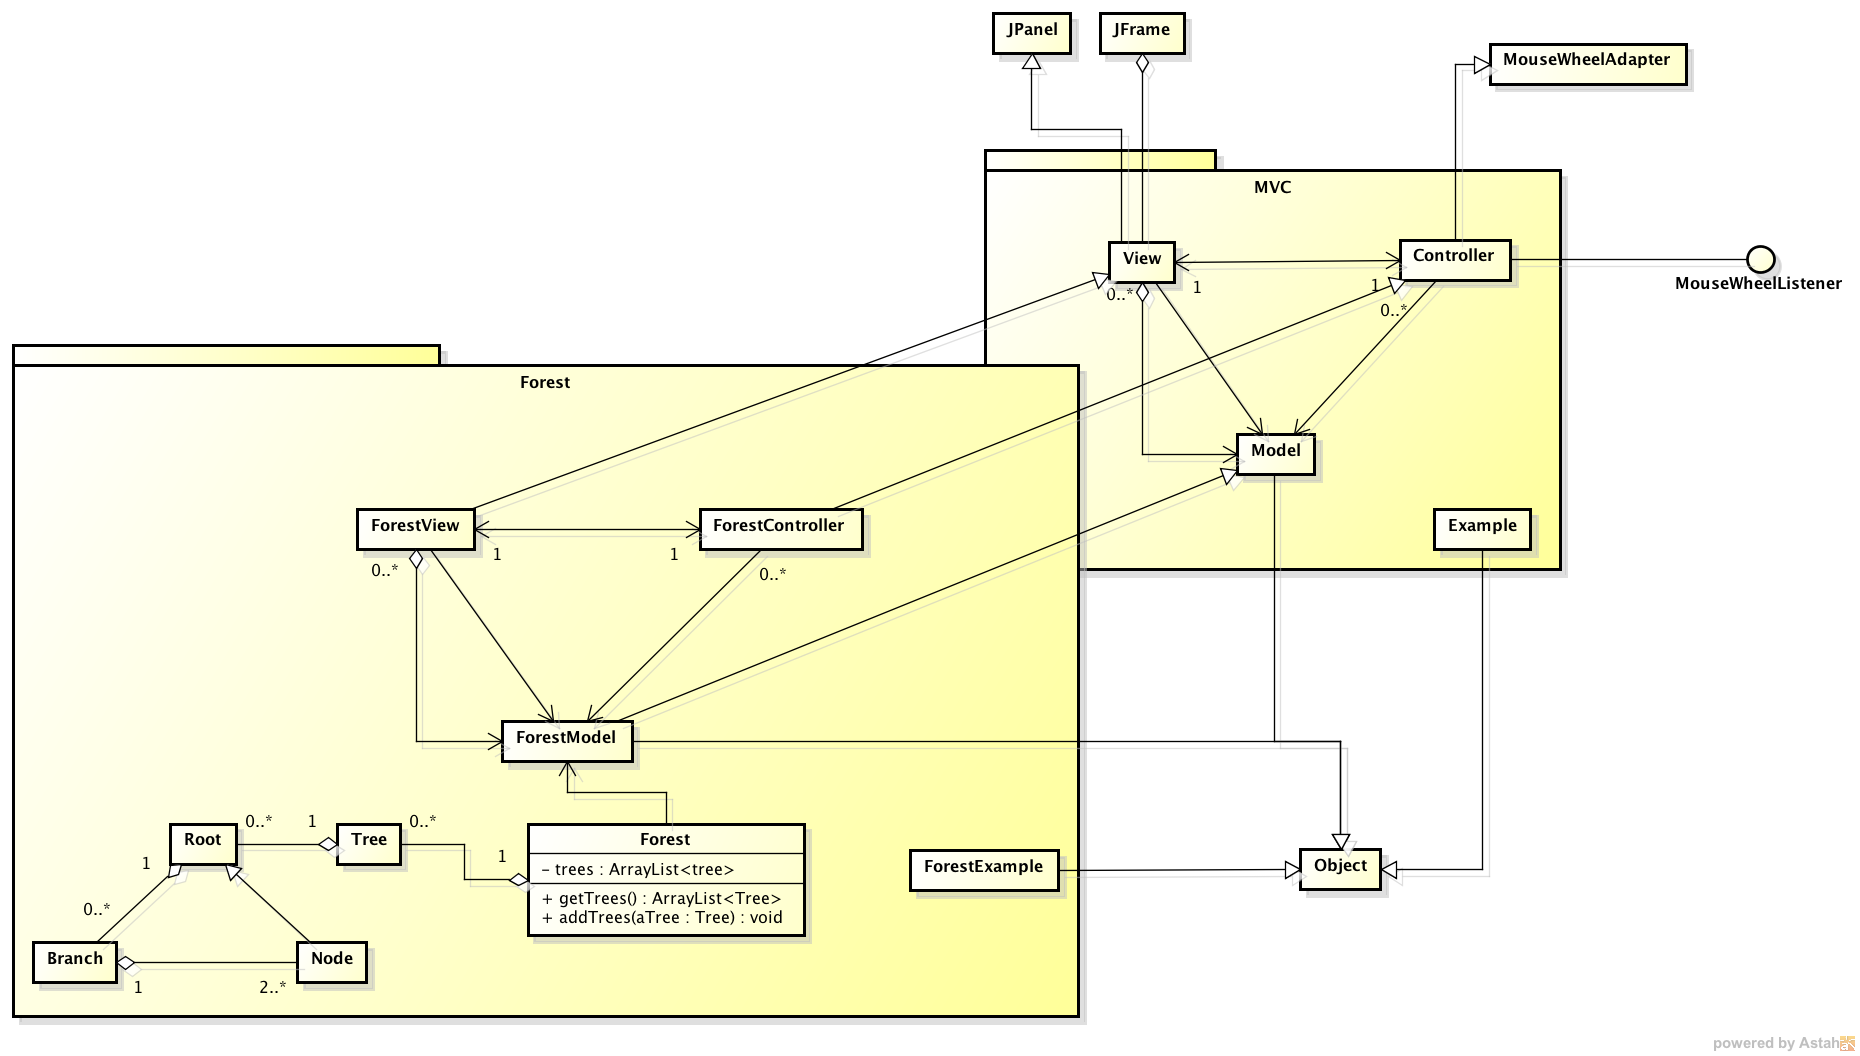 JPanel
JFrame
MouseWheelAdapter
MVC
View
Controller
MouseWheelListener
0..*
1
1
0..*
Forest
Model
ForestView
ForestController
Example
1
1
0..*
0..*
ForestModel
0..*
1
0..*
Root
Tree
Forest
1
1
– trees : ArrayList<tree>
ForestExample
Object
+ getTrees() : ArrayList<Tree>
+ addTrees(aTree : Tree) : void
0..*
Branch
Node
1
2..*
powered by Astah